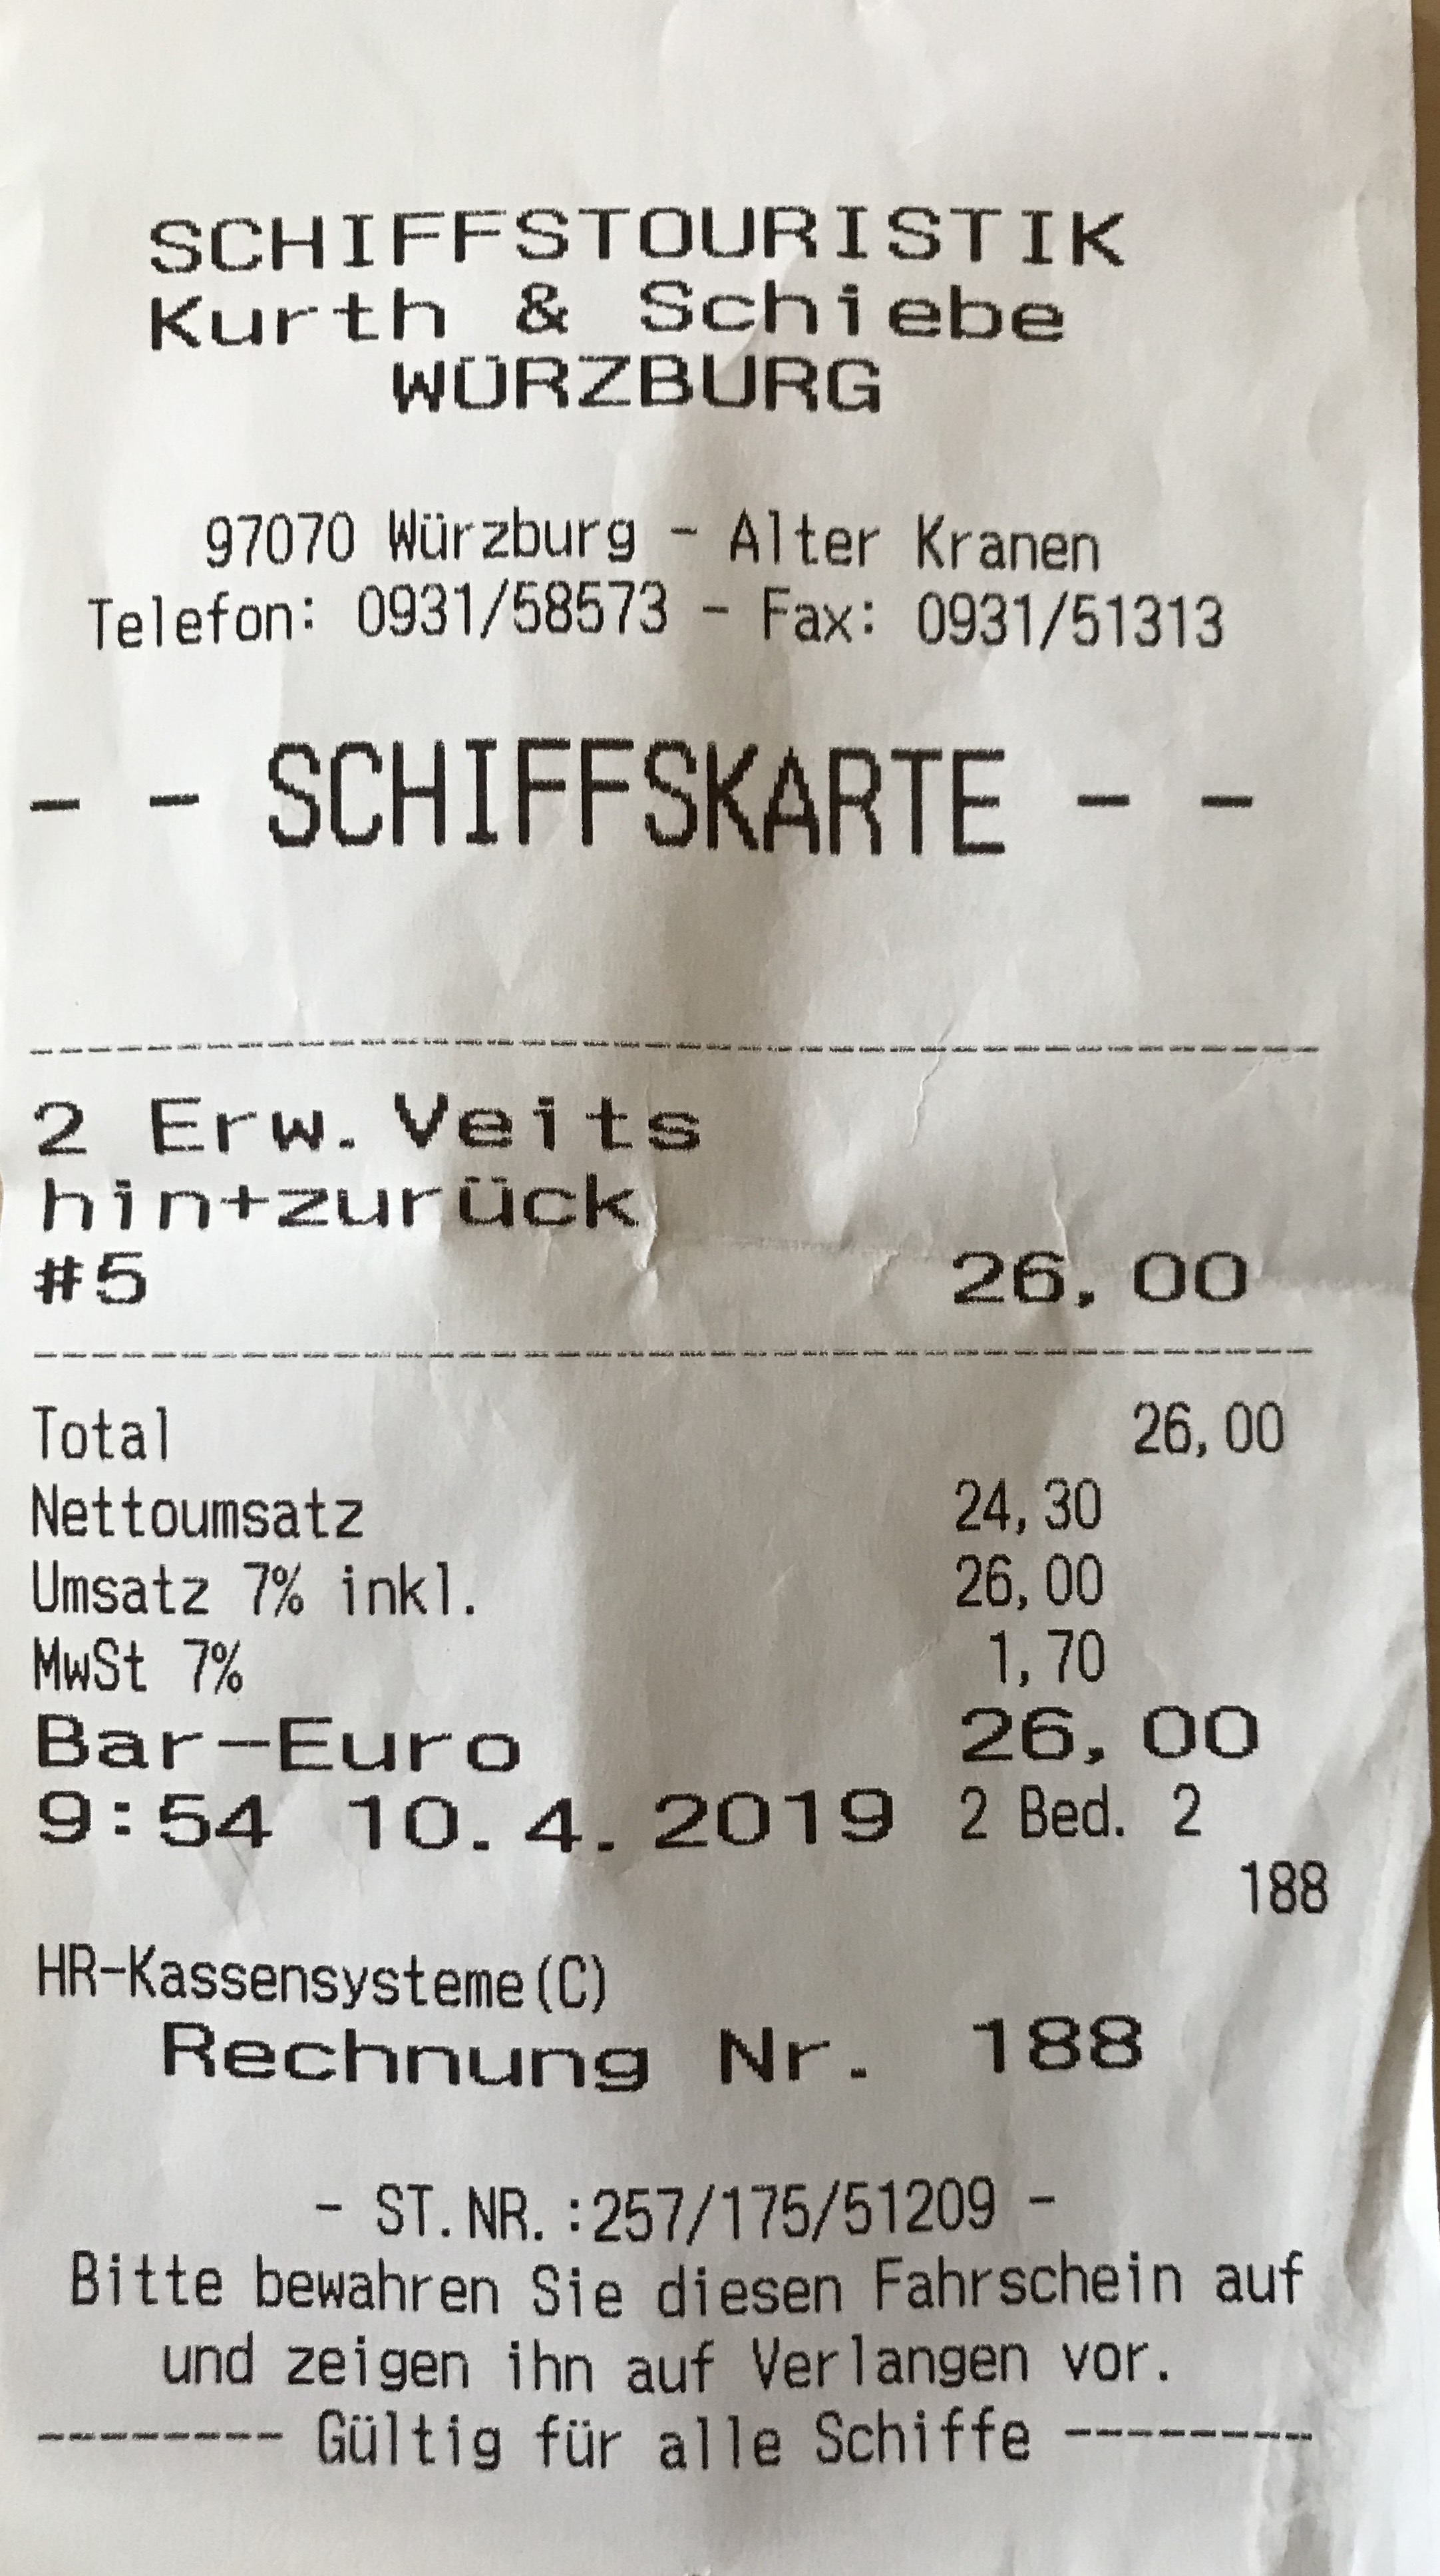 SCHIFFSTOURISTIK
Kurth & Schiebe
WÜRZBURG
97070 Würzburg - Alter Kranen
Telefon: 0931/58573 - Fax: 0931/51313
- - SCHIFFSKARTE - -
2 Erw. Veits
hin+zurück
#5 26,00
Total 26,00
Nettoumsatz 24,30
Umsatz 7% inkl. 26,00
MwSt 7% 1,70
Bar-Euro 26,00
9:54 10.4.2019 2 Bed. 2
188
HR-Kassensysteme(C)
Rechnung Nr. 188
- ST.NR.:257/175/51209 -
Bitte bewahren Sie diesen Fahrschein auf
und zeigen ihn auf Verlangen vor.
-------- Gültig für alle Schiffe --------